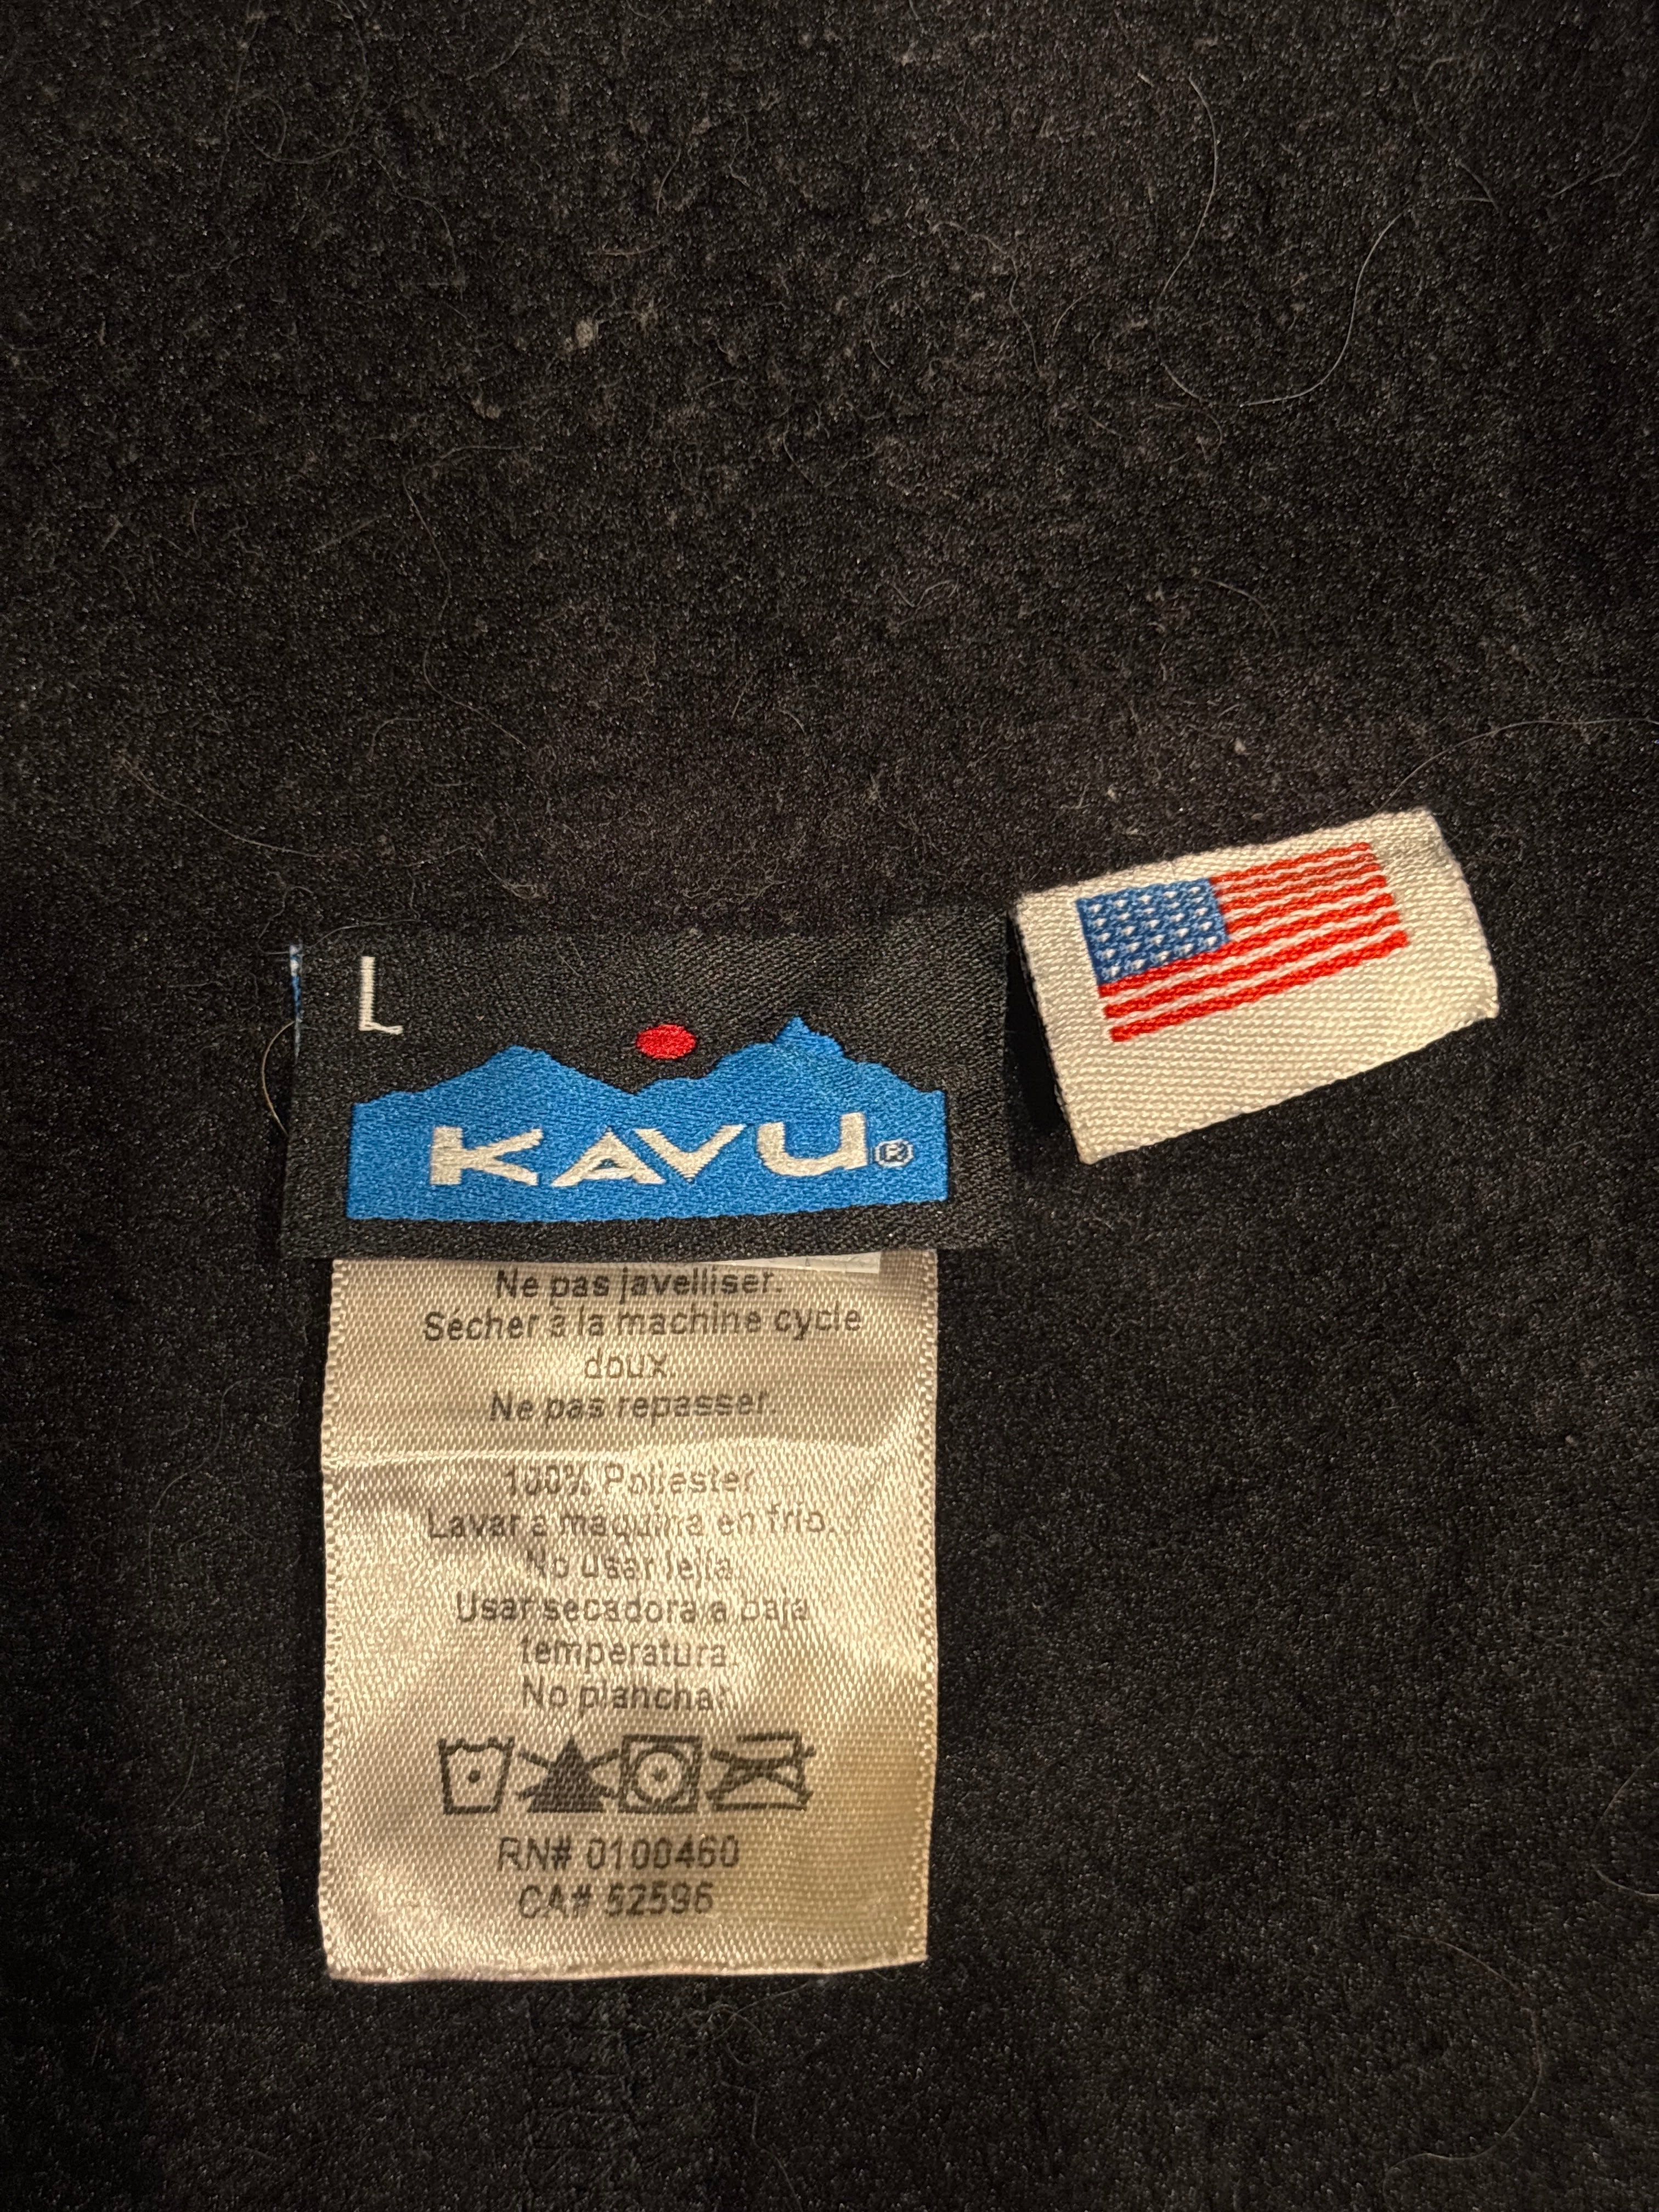 L
KAVU®
Ne pas javelliser.
Sécher à la machine cycle
doux.
Ne pas repasser.
100% Poliester
Lavar a maquina en frio.
No usar lejia
Usar secadora a baja
temperatura.
No planchar.
RN# 0100460
CA# 52596